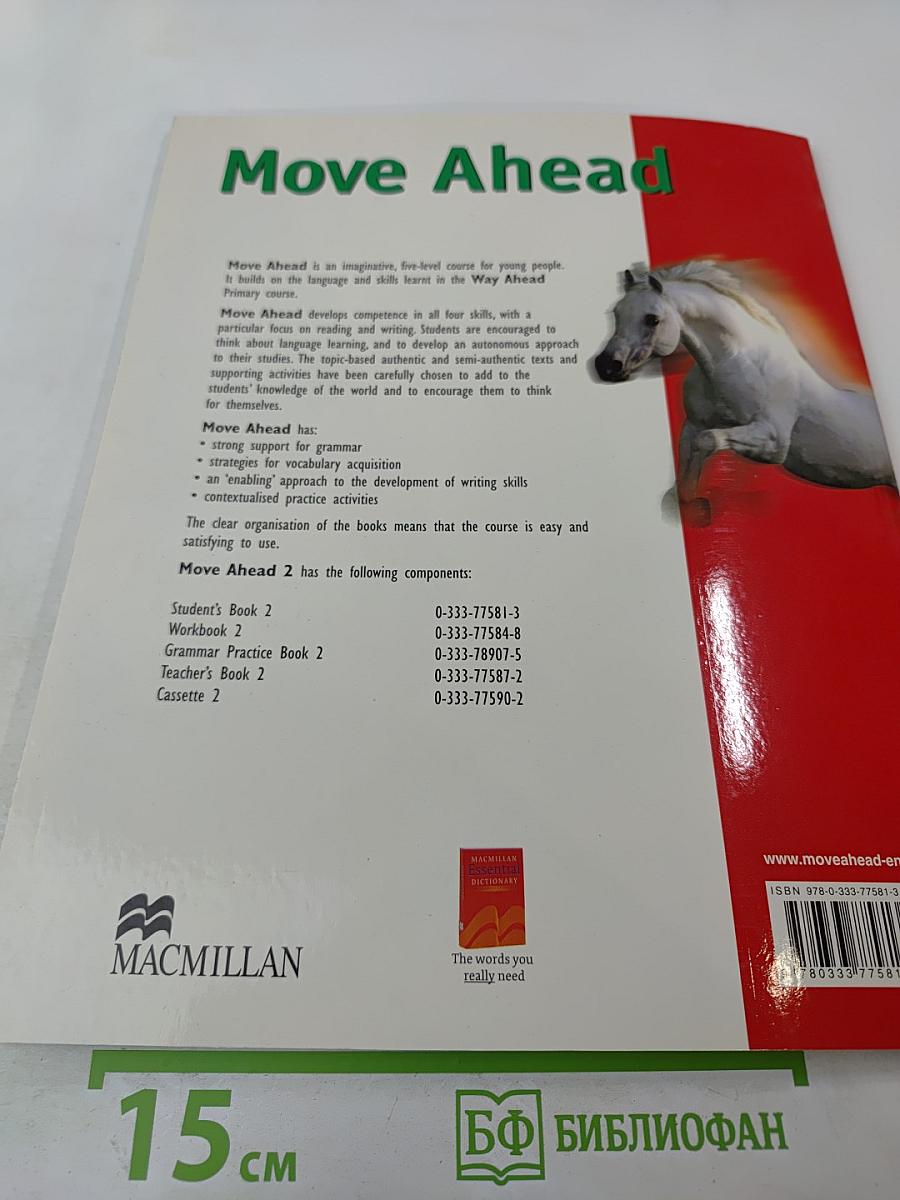 Move Ahead
Move Ahead is an imaginative, five-level course for young people.
It builds on the language and skills learnt in the Way Ahead
Primary course.
Move Ahead develops competence in all four skills, with a
particular focus on reading and writing. Students are encouraged to
think about language learning, and to develop an autonomous approach
to their studies. The topic-based authentic and semi-authentic texts and
supporting activities have been carefully chosen to add to the
students' knowledge of the world and to encourage them to think
for themselves.
Move Ahead has:
• strong support for grammar
• strategies for vocabulary acquisition
• an 'enabling' approach to the development of writing skills
• contextualised practice activities
The clear organisation of the books means that the course is easy and
satisfying to use.
Move Ahead 2 has the following components:
Student's Book 2 0-333-77581-3
Workbook 2 0-333-77584-8
Grammar Practice Book 2 0-333-78907-5
Teacher's Book 2 0-333-77587-2
Cassette 2 0-333-77590-2
www.moveahead-en
ISBN 978-0-333-77581-3
780333 77581
MACMILLAN
Essential
DICTIONARY
The words you
really need
MACMILLAN
15 см
БФ БИБЛИОФАН